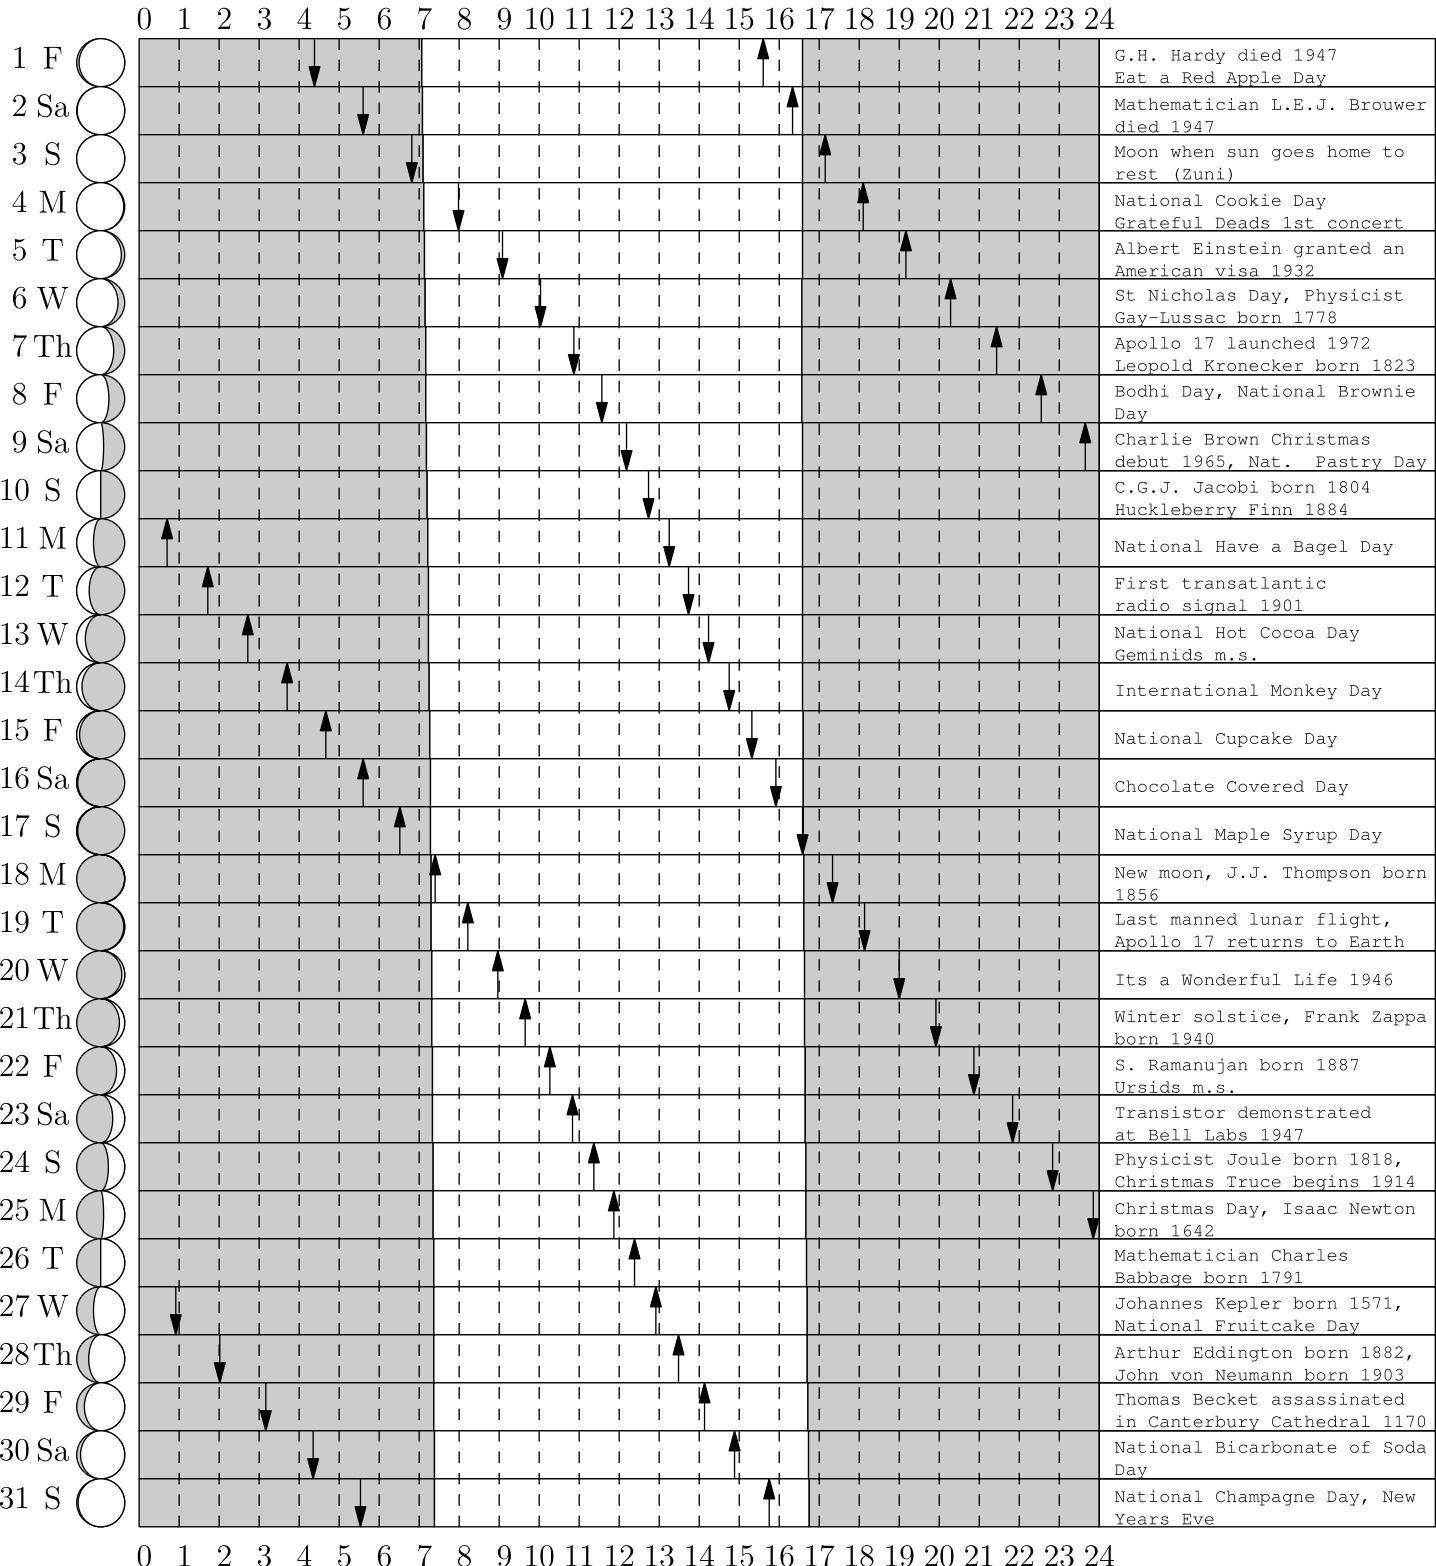 0 1 2 3 4 5 6 7 8 9 10 11 12 13 14 15 16 17 18 19 20 21 22 23 24
1 F G.H. Hardy died 1947
Eat a Red Apple Day
2 Sa Mathematician L.E.J. Brouwer
died 1947
3 S Moon when sun goes home to
rest (Zuni)
4 M National Cookie Day
Grateful Deads 1st concert
5 T Albert Einstein granted an
American visa 1932
6 W St Nicholas Day, Physicist
Gay-Lussac born 1778
7 Th Apollo 17 launched 1972
Leopold Kronecker born 1823
8 F Bodhi Day, National Brownie
Day
9 Sa Charlie Brown Christmas
debut 1965, Nat. Pastry Day
10 S C.G.J. Jacobi born 1804
Huckleberry Finn 1884
11 M National Have a Bagel Day
12 T First transatlantic
radio signal 1901
13 W National Hot Cocoa Day
Geminids m.s.
14 Th International Monkey Day
15 F National Cupcake Day
16 Sa Chocolate Covered Day
17 S National Maple Syrup Day
18 M New moon, J.J. Thompson born
1856
19 T Last manned lunar flight,
Apollo 17 returns to Earth
20 W Its a Wonderful Life 1946
21 Th Winter solstice, Frank Zappa
born 1940
22 F S. Ramanujan born 1887
Ursids m.s.
23 Sa Transistor demonstrated
at Bell Labs 1947
24 S Physicist Joule born 1818,
Christmas Truce begins 1914
25 M Christmas Day, Isaac Newton
born 1642
26 T Mathematician Charles
Babbage born 1791
27 W Johannes Kepler born 1571,
National Fruitcake Day
28 Th Arthur Eddington born 1882,
John von Neumann born 1903
29 F Thomas Becket assassinated
in Canterbury Cathedral 1170
30 Sa National Bicarbonate of Soda
Day
31 S National Champagne Day, New
Years Eve
0 1 2 3 4 5 6 7 8 9 10 11 12 13 14 15 16 17 18 19 20 21 22 23 24